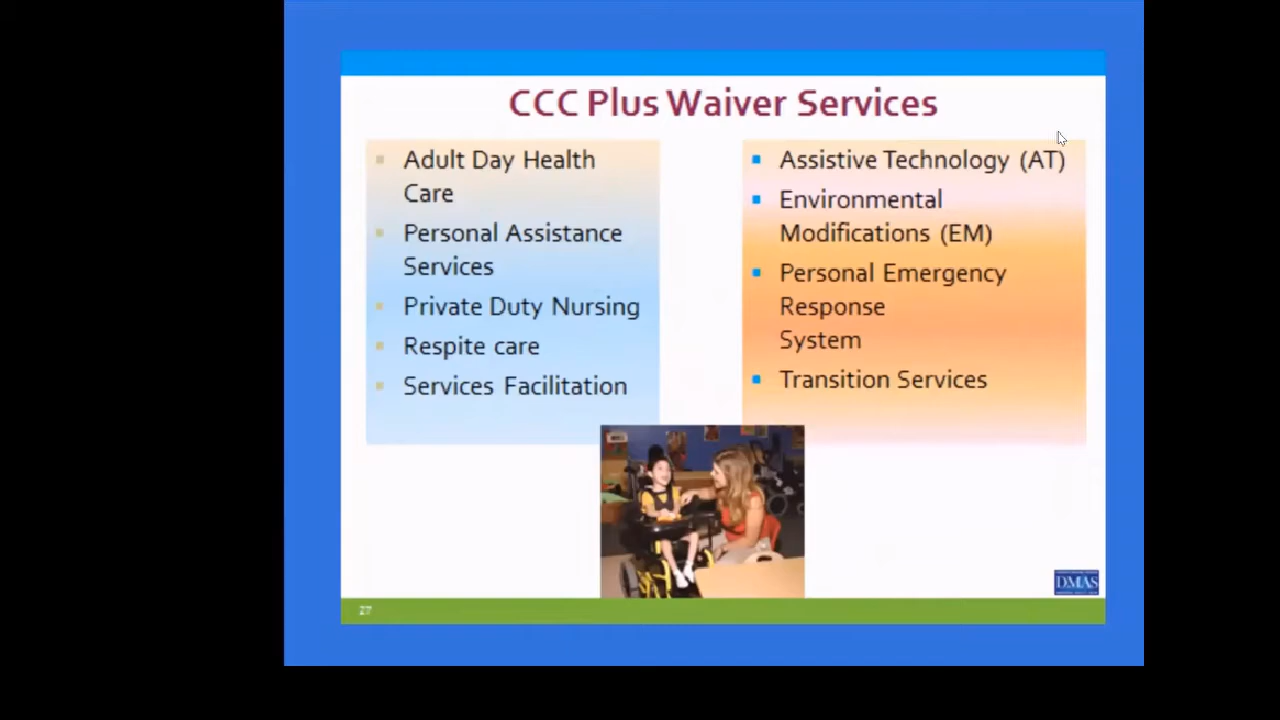 CCC Plus Waiver Services
Adult Day Health
Care
Personal Assistance
Services
Private Duty Nursing
Respite care
Services Facilitation
Assistive Technology (AT)
Environmental
Modifications (EM)
Personal Emergency
Response
System
Transition Services
DMAS
27